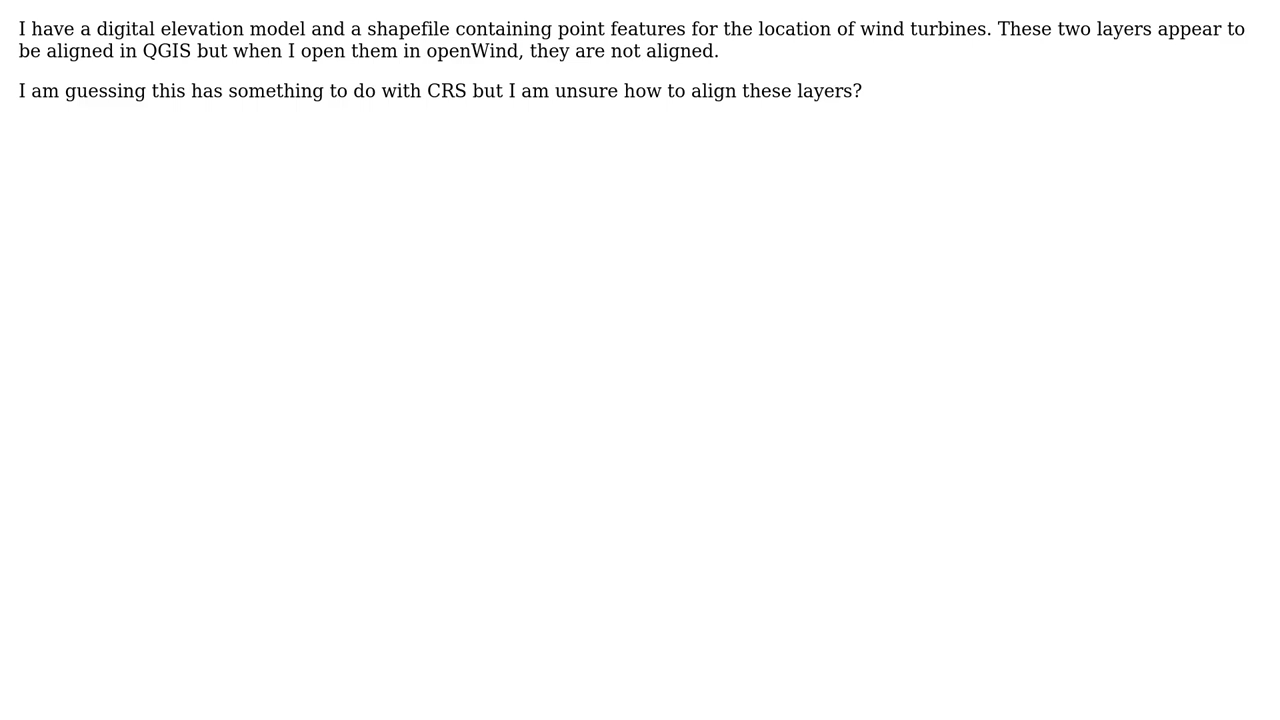 I have a digital elevation model and a shapefile containing point features for the location of wind turbines. These two layers appear to
be aligned in QGIS but when I open them in openWind, they are not aligned.
I am guessing this has something to do with CRS but I am unsure how to align these layers?